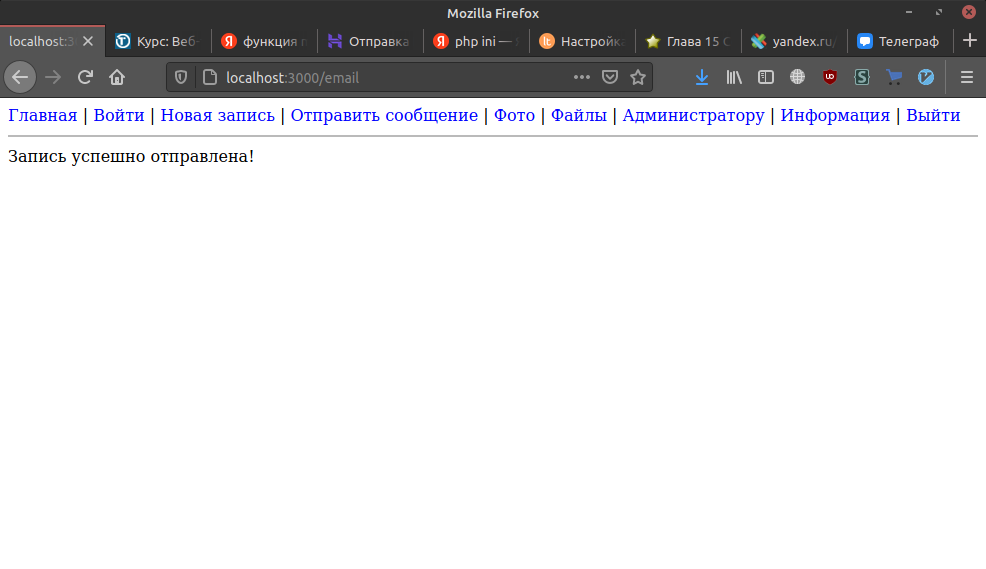 Mozilla Firefox
localhost:3 Курс: Веб- функция п Отправка php ini — Настройка Глава 15 С yandex.ru/ Телеграф
localhost:3000/email
Главная | Войти | Новая запись | Отправить сообщение | Фото | Файлы | Администратору | Информация | Выйти
Запись успешно отправлена!